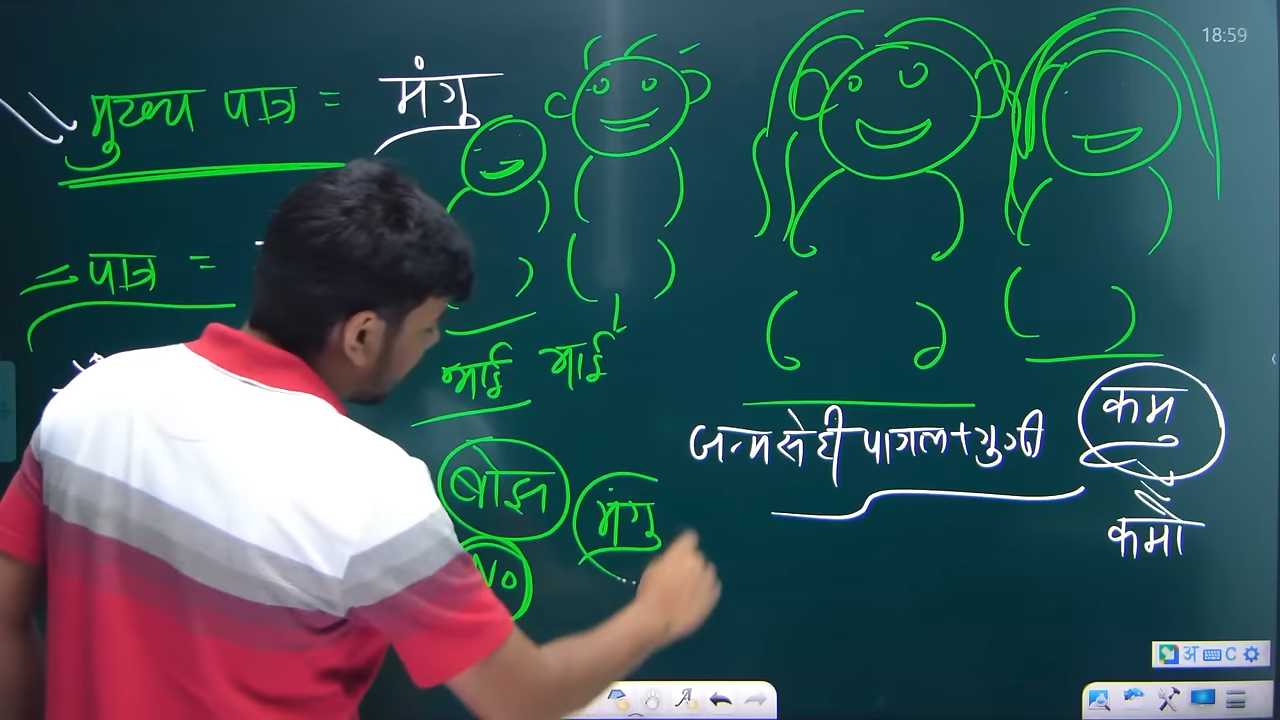 18:59
मुख्य पात्र = मंगु
पात्र =
भाई भाई
जन्म से ही पागल + गुंगी
कमु
कमो
बोझ
मंगु
No